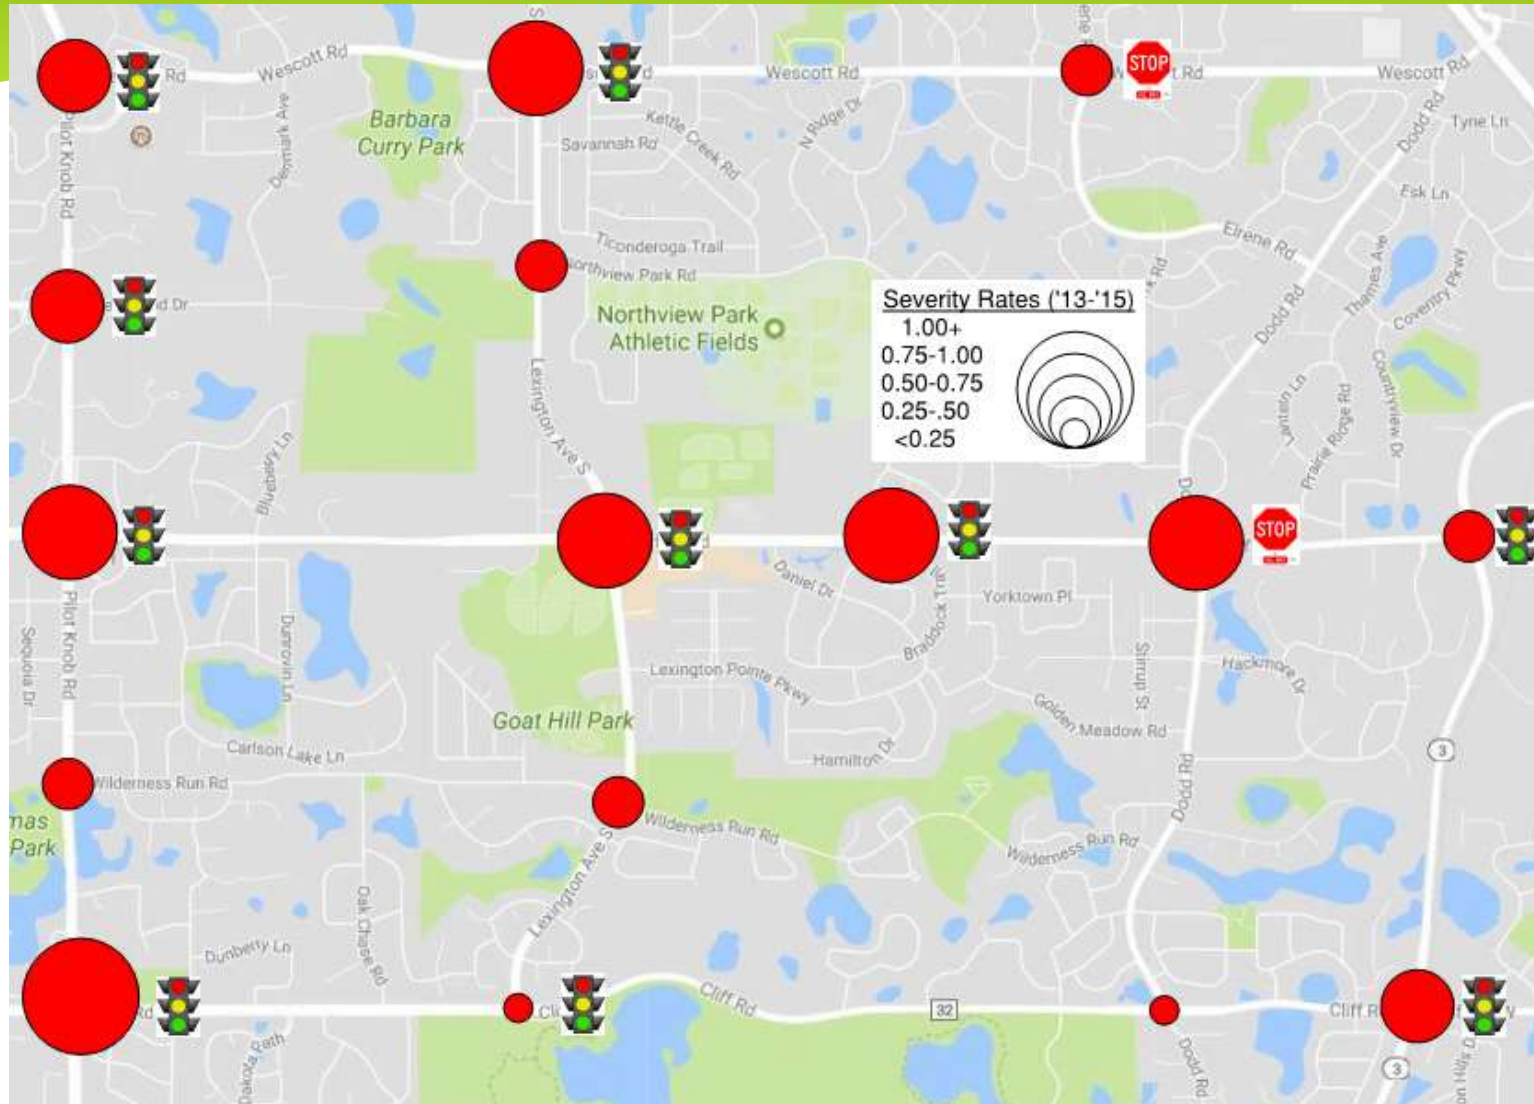 Rd
Wescott Rd
Wescott Rd
STOP
Wescott Rd
Barbara
Curry Park
Denmark Ave
Savannah Rd
Kettle Creek Rd
N Ridge Dr
Dodd Rd
Tyne Ln
Pilot Knob Rd
Esk Ln
Ticonderoga Trail
Northview Park Rd
Elrene Rd
Thames Ave
Coventry Pkwy
Northview Park
Athletic Fields
Dodd Rd
Severity Rates ('13-'15)
1.00+
0.75-1.00
0.50-0.75
0.25-.50
<0.25
Lexington Ave S
Blueberry Ln
Lantern Ln
Prairie Ridge Rd
Countryview Dr
STOP
Daniel Dr
Braddock Trail
Yorktown Pl
Pilot Knob Rd
Sequoia Dr
Dunrovin Ln
Lexington Pointe Pkwy
Stirrup St
Hackmore Dr
Goat Hill Park
Golden Meadow Rd
Carlson Lake Ln
Hamilton Dr
3
Wilderness Run Rd
Dodd Rd
Park
Wilderness Run Rd
Wilderness Run Rd
Lexington Ave S
Oak Chase Rd
Dunberry Ln
Cliff Rd
32
Rd
Cliff R
Dakota Path
Dodd Rd
3